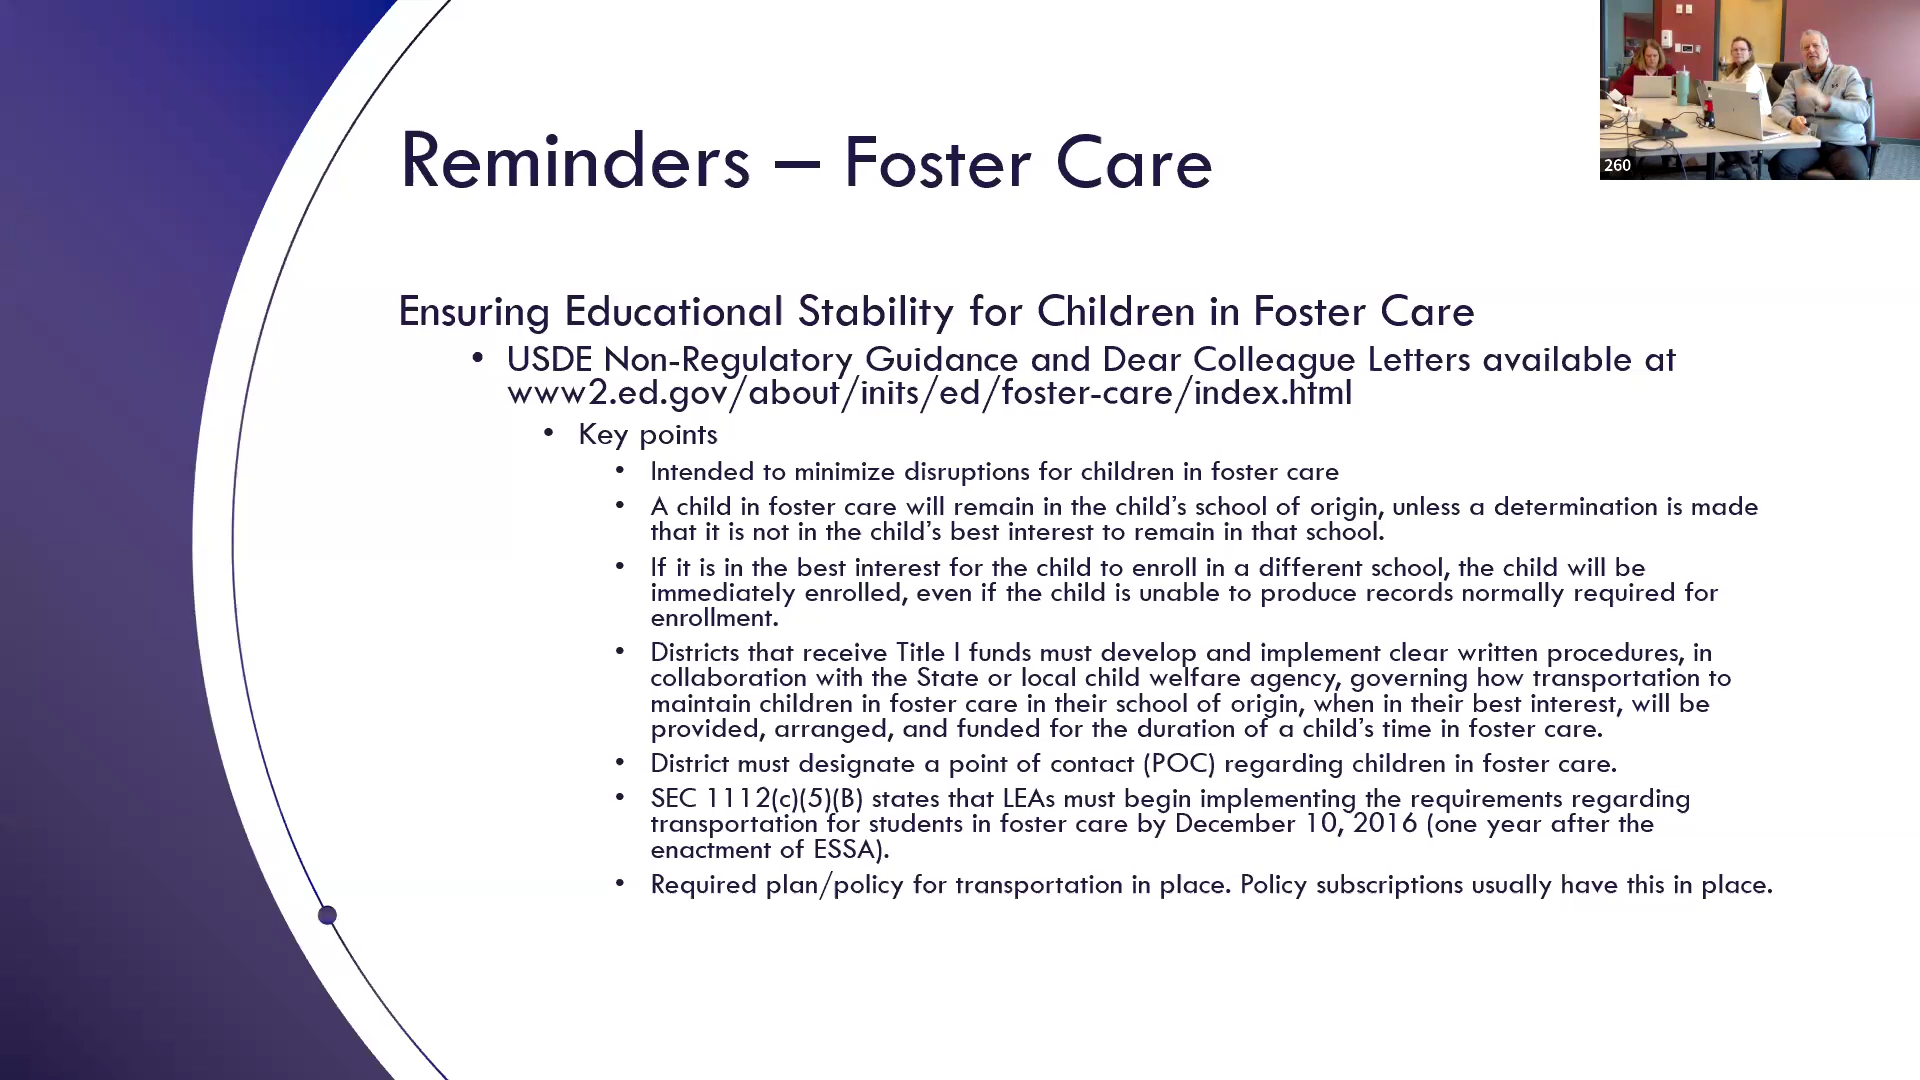 Reminders – Foster Care
260
Ensuring Educational Stability for Children in Foster Care
• USDE Non-Regulatory Guidance and Dear Colleague Letters available at
www2.ed.gov/about/inits/ed/foster-care/index.html
• Key points
• Intended to minimize disruptions for children in foster care
• A child in foster care will remain in the child’s school of origin, unless a determination is made
that it is not in the child’s best interest to remain in that school.
• If it is in the best interest for the child to enroll in a different school, the child will be
immediately enrolled, even if the child is unable to produce records normally required for
enrollment.
• Districts that receive Title I funds must develop and implement clear written procedures, in
collaboration with the State or local child welfare agency, governing how transportation to
maintain children in foster care in their school of origin, when in their best interest, will be
provided, arranged, and funded for the duration of a child’s time in foster care.
• District must designate a point of contact (POC) regarding children in foster care.
• SEC 1112(c)(5)(B) states that LEAs must begin implementing the requirements regarding
transportation for students in foster care by December 10, 2016 (one year after the
enactment of ESSA).
• Required plan/policy for transportation in place. Policy subscriptions usually have this in place.